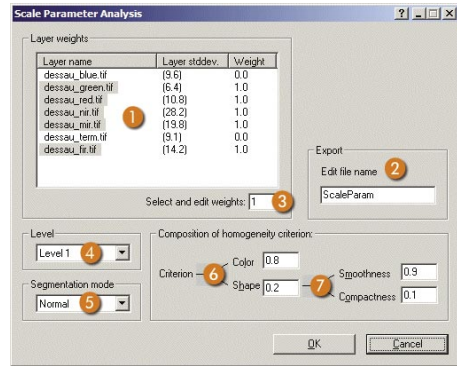 Scale Parameter Analysis
Layer weights
Layer name Layer stddev. Weight
dessau_blue.tif (9.6) 0.0
dessau_green.tif (6.4) 1.0
dessau_red.tif (10.8) 1.0
dessau_nir.tif (28.2) 1.0
dessau_mir.tif (19.8) 1.0
dessau_term.tif (9.1) 0.0
dessau_fir.tif (14.2) 1.0
1
Select and edit weights: 1 3
Export
Edit file name 2
ScaleParam
Level
Level 1 4
Segmentation mode
Normal 5
Composition of homogeneity criterion:
Criterion 6
Color 0.8
Shape 0.2
7
Smoothness 0.9
Compactness 0.1
OK
Cancel